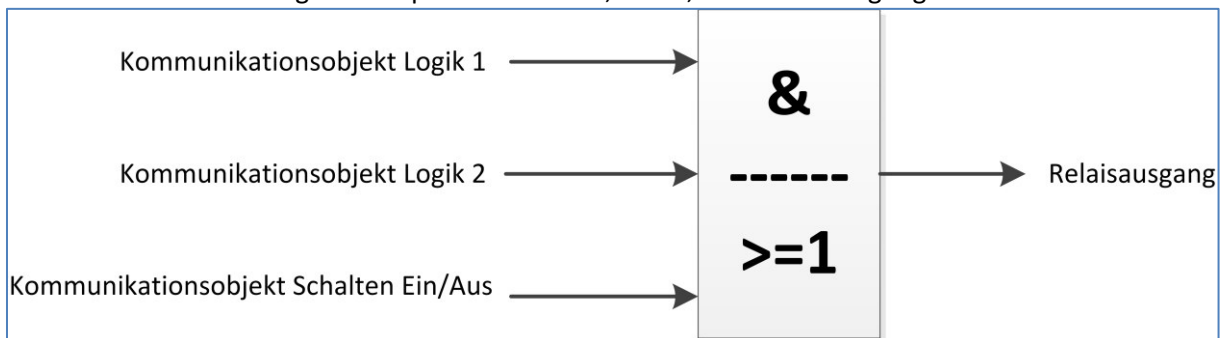 Kommunikationsobjekt Logik 1
&
Kommunikationsobjekt Logik 2
------
Relaisausgang
>=1
Kommunikationsobjekt Schalten Ein/Aus